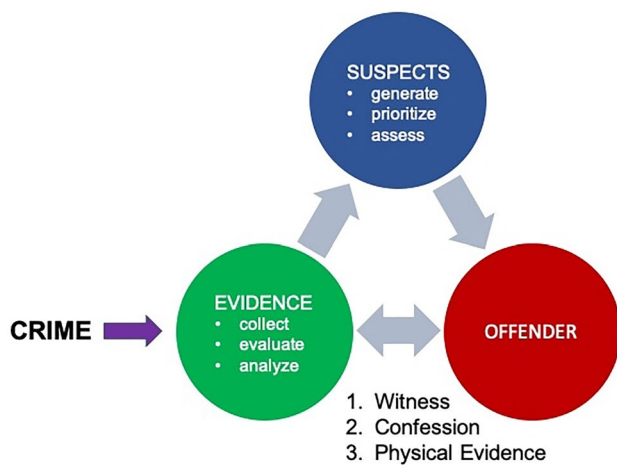 SUSPECTS
• generate
• prioritize
• assess
CRIME
EVIDENCE
• collect
• evaluate
• analyze
OFFENDER
1. Witness
2. Confession
3. Physical Evidence